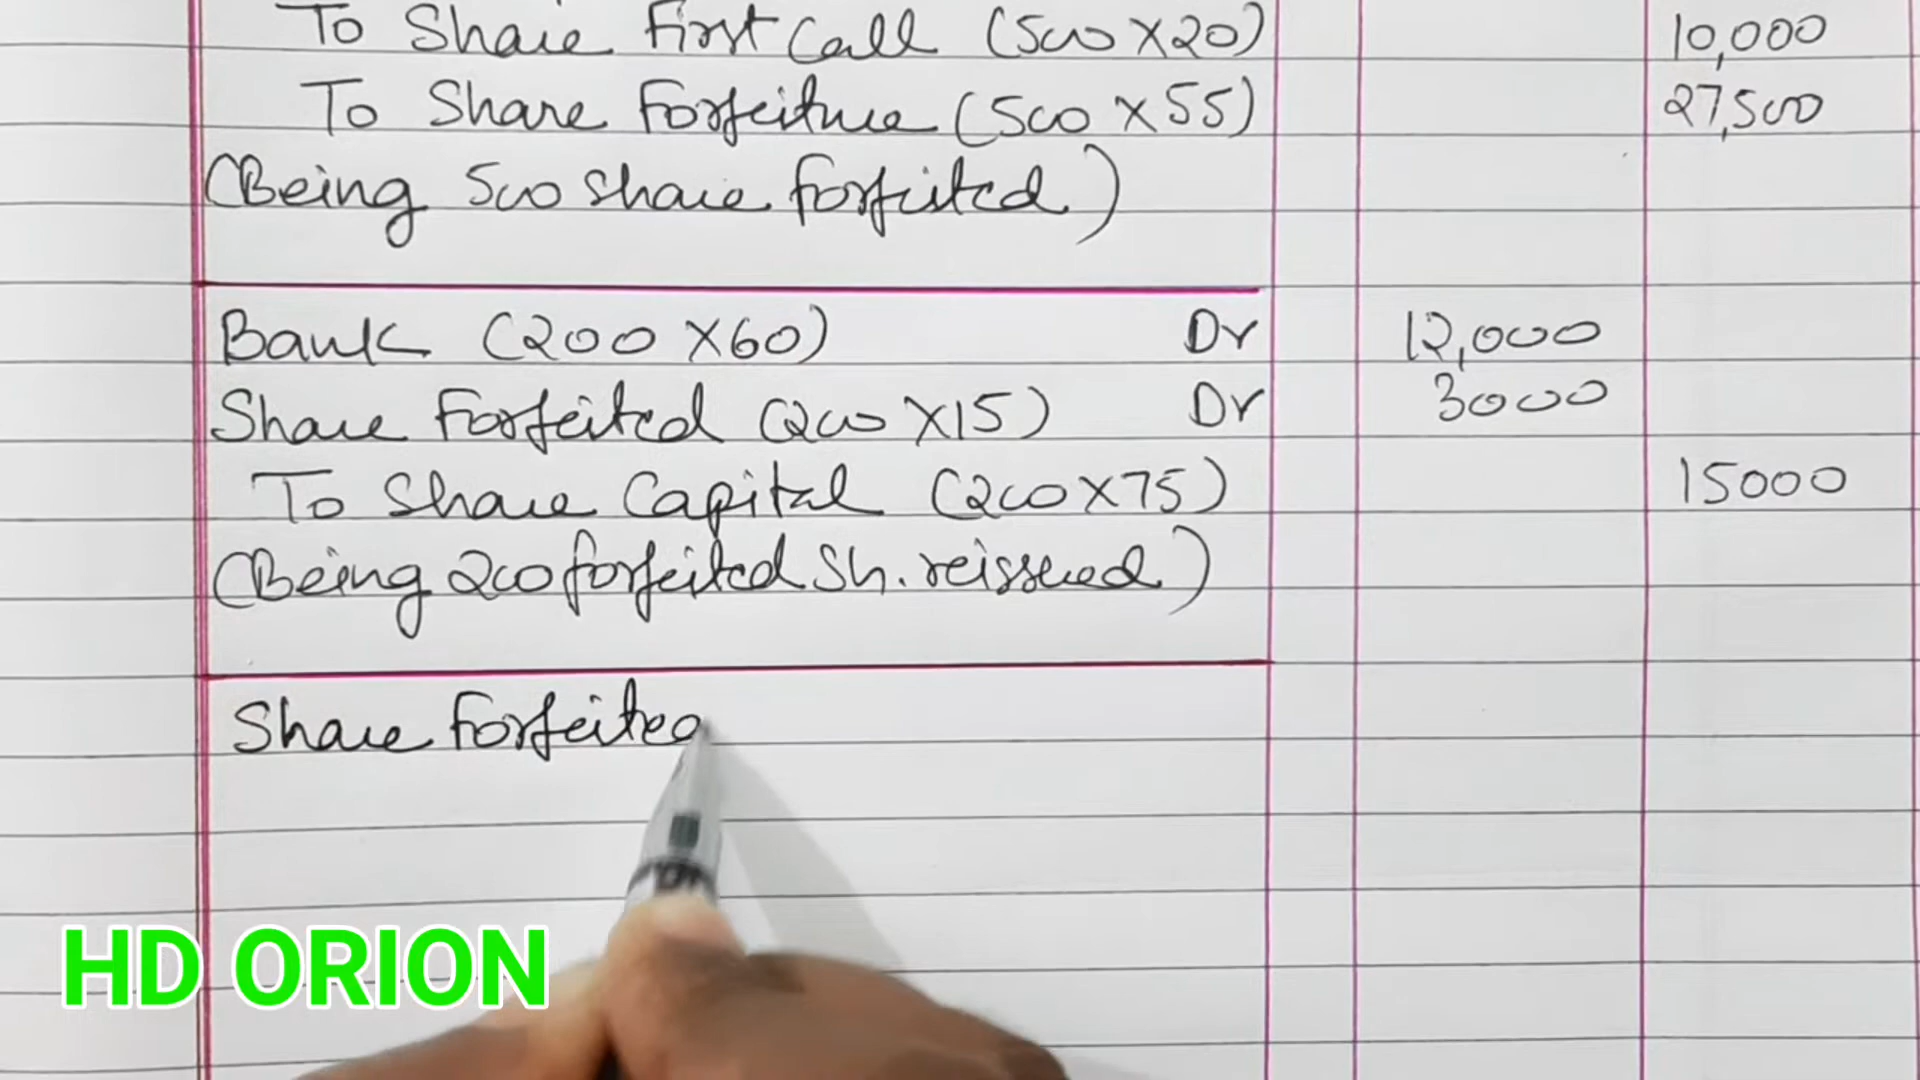 To Share First Call (500 X 20) 10,000
To Share Forfeiture (500 X 55) 27,500
(Being 500 share forfeited)
Bank (200 X 60) Dr 12,000
Share Forfeited (200 X 15) Dr 3000
To Share Capital (200 X 75) 15000
(Being 200 forfeited Sh. reissued)
Share Forfeited
HD ORION